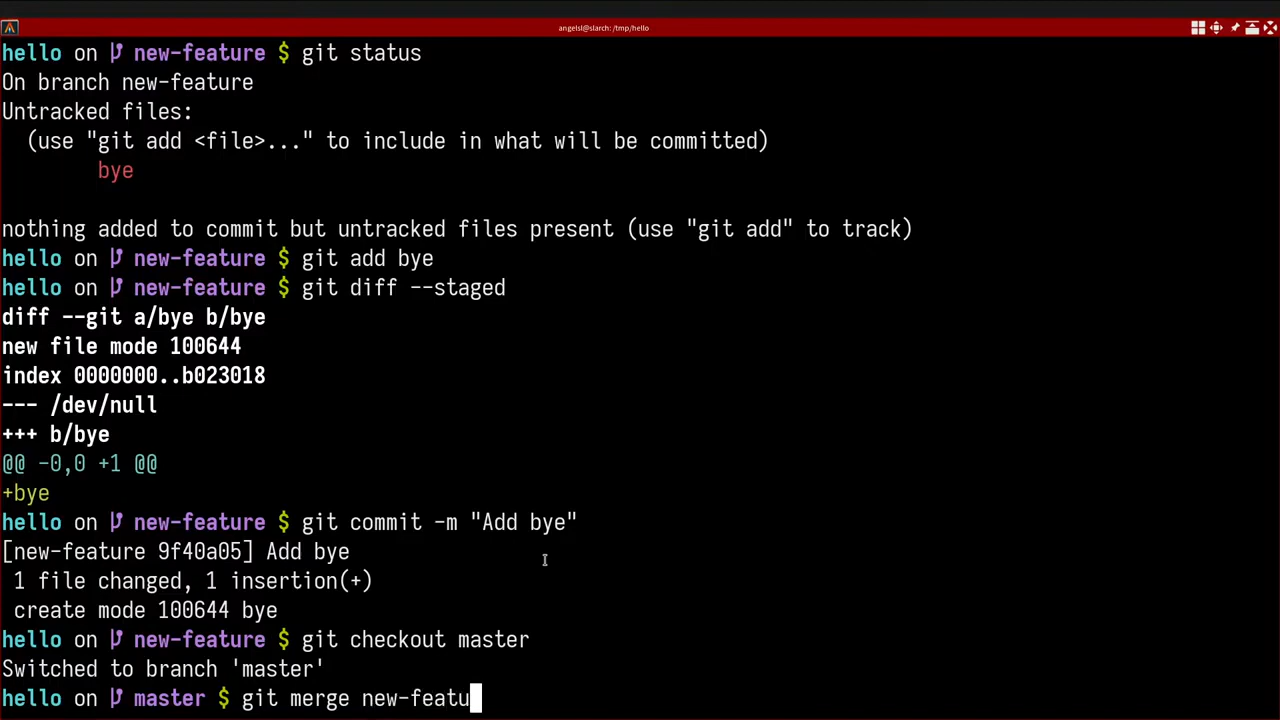 angelsl@slarch: /tmp/hello
hello on new-feature $ git status
On branch new-feature
Untracked files:
  (use "git add <file>..." to include in what will be committed)
        bye

nothing added to commit but untracked files present (use "git add" to track)
hello on new-feature $ git add bye
hello on new-feature $ git diff --staged
diff --git a/bye b/bye
new file mode 100644
index 0000000..b023018
--- /dev/null
+++ b/bye
@@ -0,0 +1 @@
+bye
hello on new-feature $ git commit -m "Add bye"
[new-feature 9f40a05] Add bye
 1 file changed, 1 insertion(+)
 create mode 100644 bye
hello on new-feature $ git checkout master
Switched to branch 'master'
hello on master $ git merge new-featu